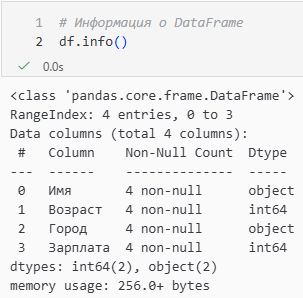 1 # Информация о DataFrame
2 df.info()
0.0s
<class 'pandas.core.frame.DataFrame'>
RangeIndex: 4 entries, 0 to 3
Data columns (total 4 columns):
 #   Column    Non-Null Count  Dtype
---  ------    --------------  -----
 0   Имя       4 non-null      object
 1   Возраст   4 non-null      int64
 2   Город     4 non-null      object
 3   Зарплата  4 non-null      int64
dtypes: int64(2), object(2)
memory usage: 256.0+ bytes